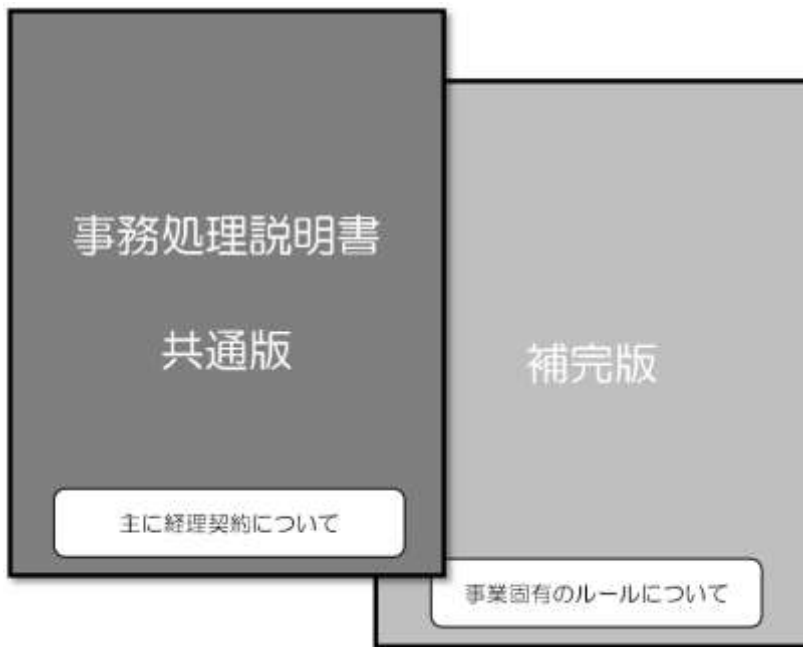 事務処理説明書
共通版
主に経理契約について
補完版
事業固有のルールについて